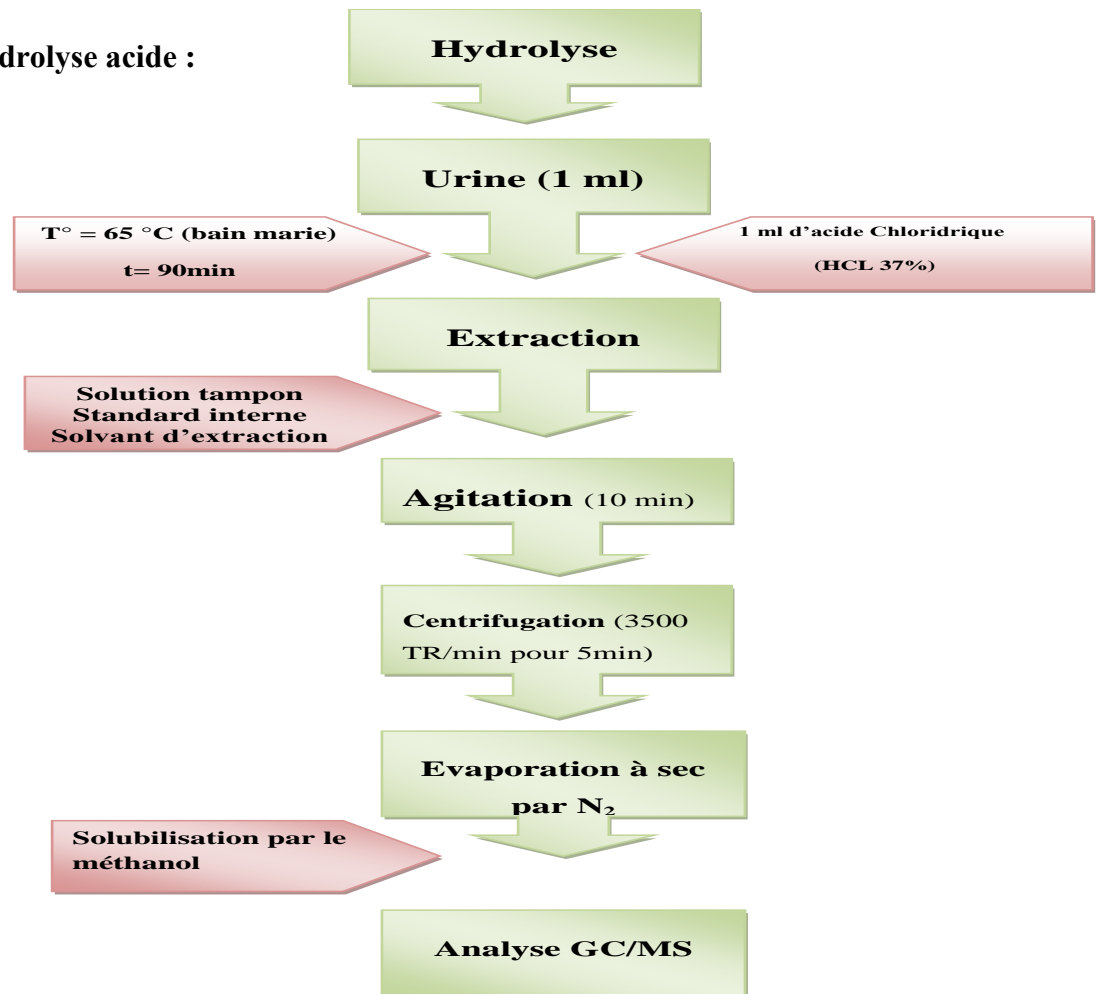 drolyse acide :
Hydrolyse
Urine (1 ml)
T° = 65 °C (bain marie)
t= 90min
1 ml d'acide Chloridrique
(HCL 37%)
Extraction
Solution tampon
Standard interne
Solvant d'extraction
Agitation (10 min)
Centrifugation (3500
TR/min pour 5min)
Evaporation à sec
par N₂
Solubilisation par le
méthanol
Analyse GC/MS